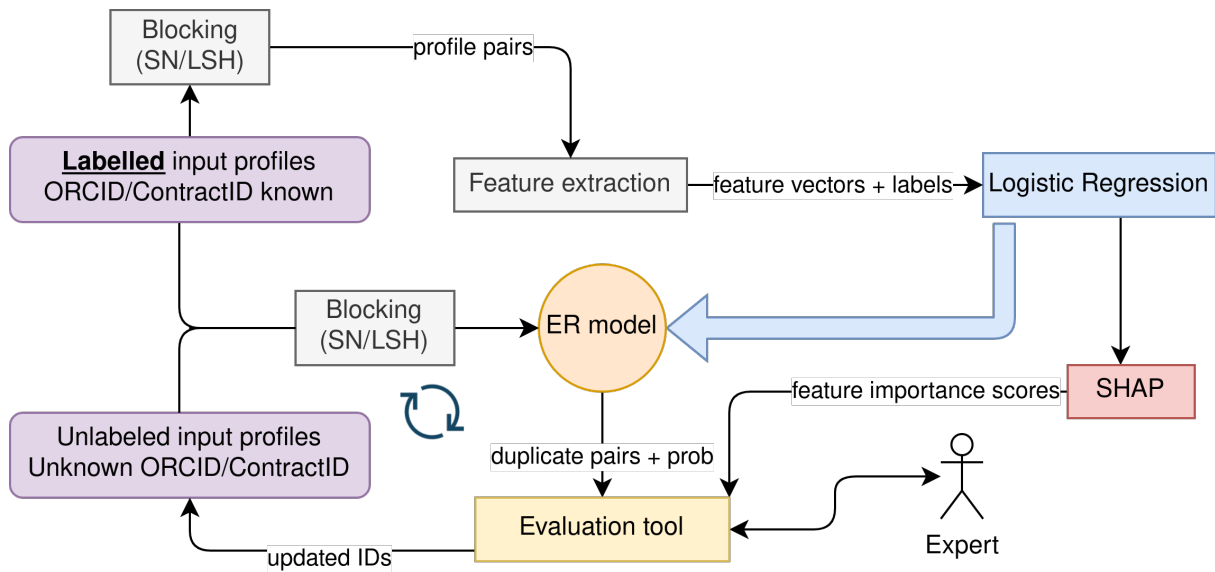 Blocking
(SN/LSH)
profile pairs
Labelled input profiles
ORCID/ContractID known
Feature extraction
feature vectors + labels
Logistic Regression
Blocking
(SN/LSH)
ER model
feature importance scores
SHAP
Unlabeled input profiles
Unknown ORCID/ContractID
duplicate pairs + prob
Evaluation tool
Expert
updated IDs